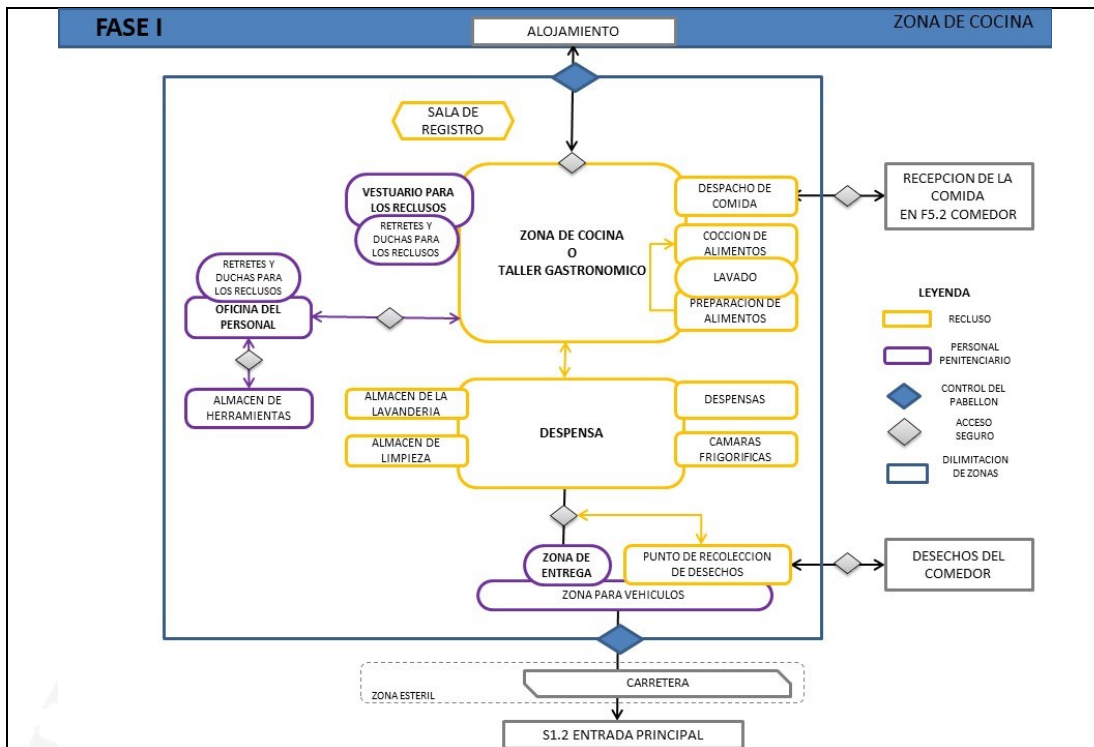 FASE I
ZONA DE COCINA
ALOJAMIENTO
SALA DE
REGISTRO
VESTUARIO PARA
LOS RECLUSOS
RETRETES Y
DUCHAS PARA
LOS RECLUSOS
ZONA DE COCINA
O
TALLER GASTRONOMICO
DESPACHO DE
COMIDA
COCCION DE
ALIMENTOS
LAVADO
PREPARACION DE
ALIMENTOS
RECEPCION DE LA
COMIDA
EN F5.2 COMEDOR
RETRETES Y
DUCHAS PARA
LOS RECLUSOS
OFICINA DEL
PERSONAL
ALMACEN DE
HERRAMIENTAS
ALMACEN DE LA
LAVANDERIA
ALMACEN DE
LIMPIEZA
DESPENSA
DESPENSAS
CAMARAS
FRIGORIFICAS
LEYENDA
RECLUSO
PERSONAL
PENITENCIARIO
CONTROL DEL
PABELLON
ACCESO
SEGURO
DILIMITACION
DE ZONAS
ZONA DE
ENTREGA
PUNTO DE RECOLECCION
DE DESECHOS
ZONA PARA VEHICULOS
DESECHOS DEL
COMEDOR
CARRETERA
ZONA ESTERIL
S1.2 ENTRADA PRINCIPAL